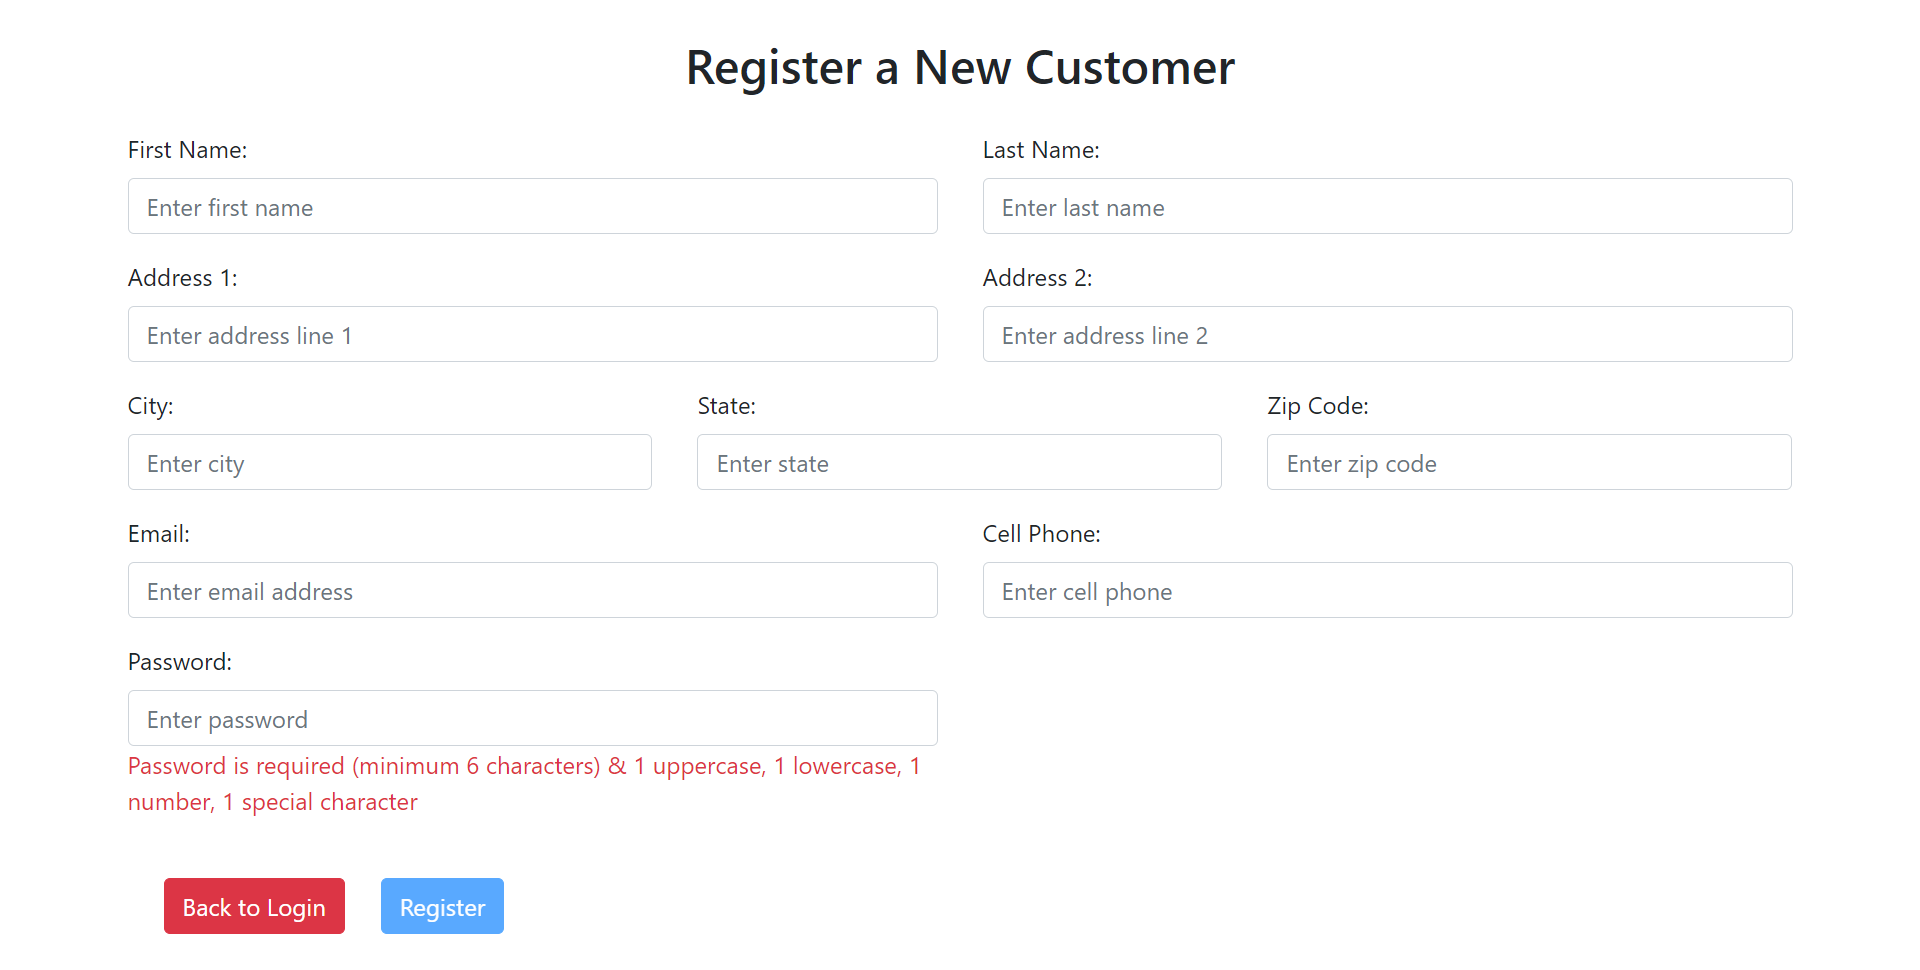 Register a New Customer
First Name:
Last Name:
Enter first name
Enter last name
Address 1:
Address 2:
Enter address line 1
Enter address line 2
City:
State:
Zip Code:
Enter city
Enter state
Enter zip code
Email:
Cell Phone:
Enter email address
Enter cell phone
Password:
Enter password
Password is required (minimum 6 characters) & 1 uppercase, 1 lowercase, 1
number, 1 special character
Back to Login
Register